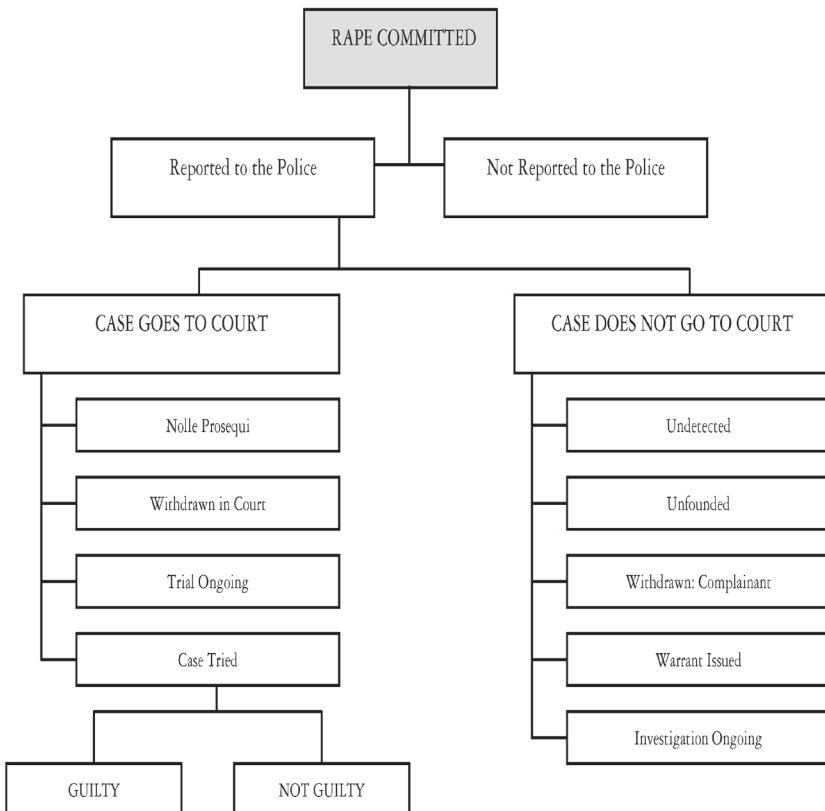 RAPE COMMITTED
Reported to the Police
Not Reported to the Police
CASE GOES TO COURT
Nolle Prosequi
Withdrawn in Court
Trial Ongoing
Case Tried
GUILTY
NOT GUILTY
CASE DOES NOT GO TO COURT
Undetected
Unfounded
Withdrawn: Complainant
Warrant Issued
Investigation Ongoing